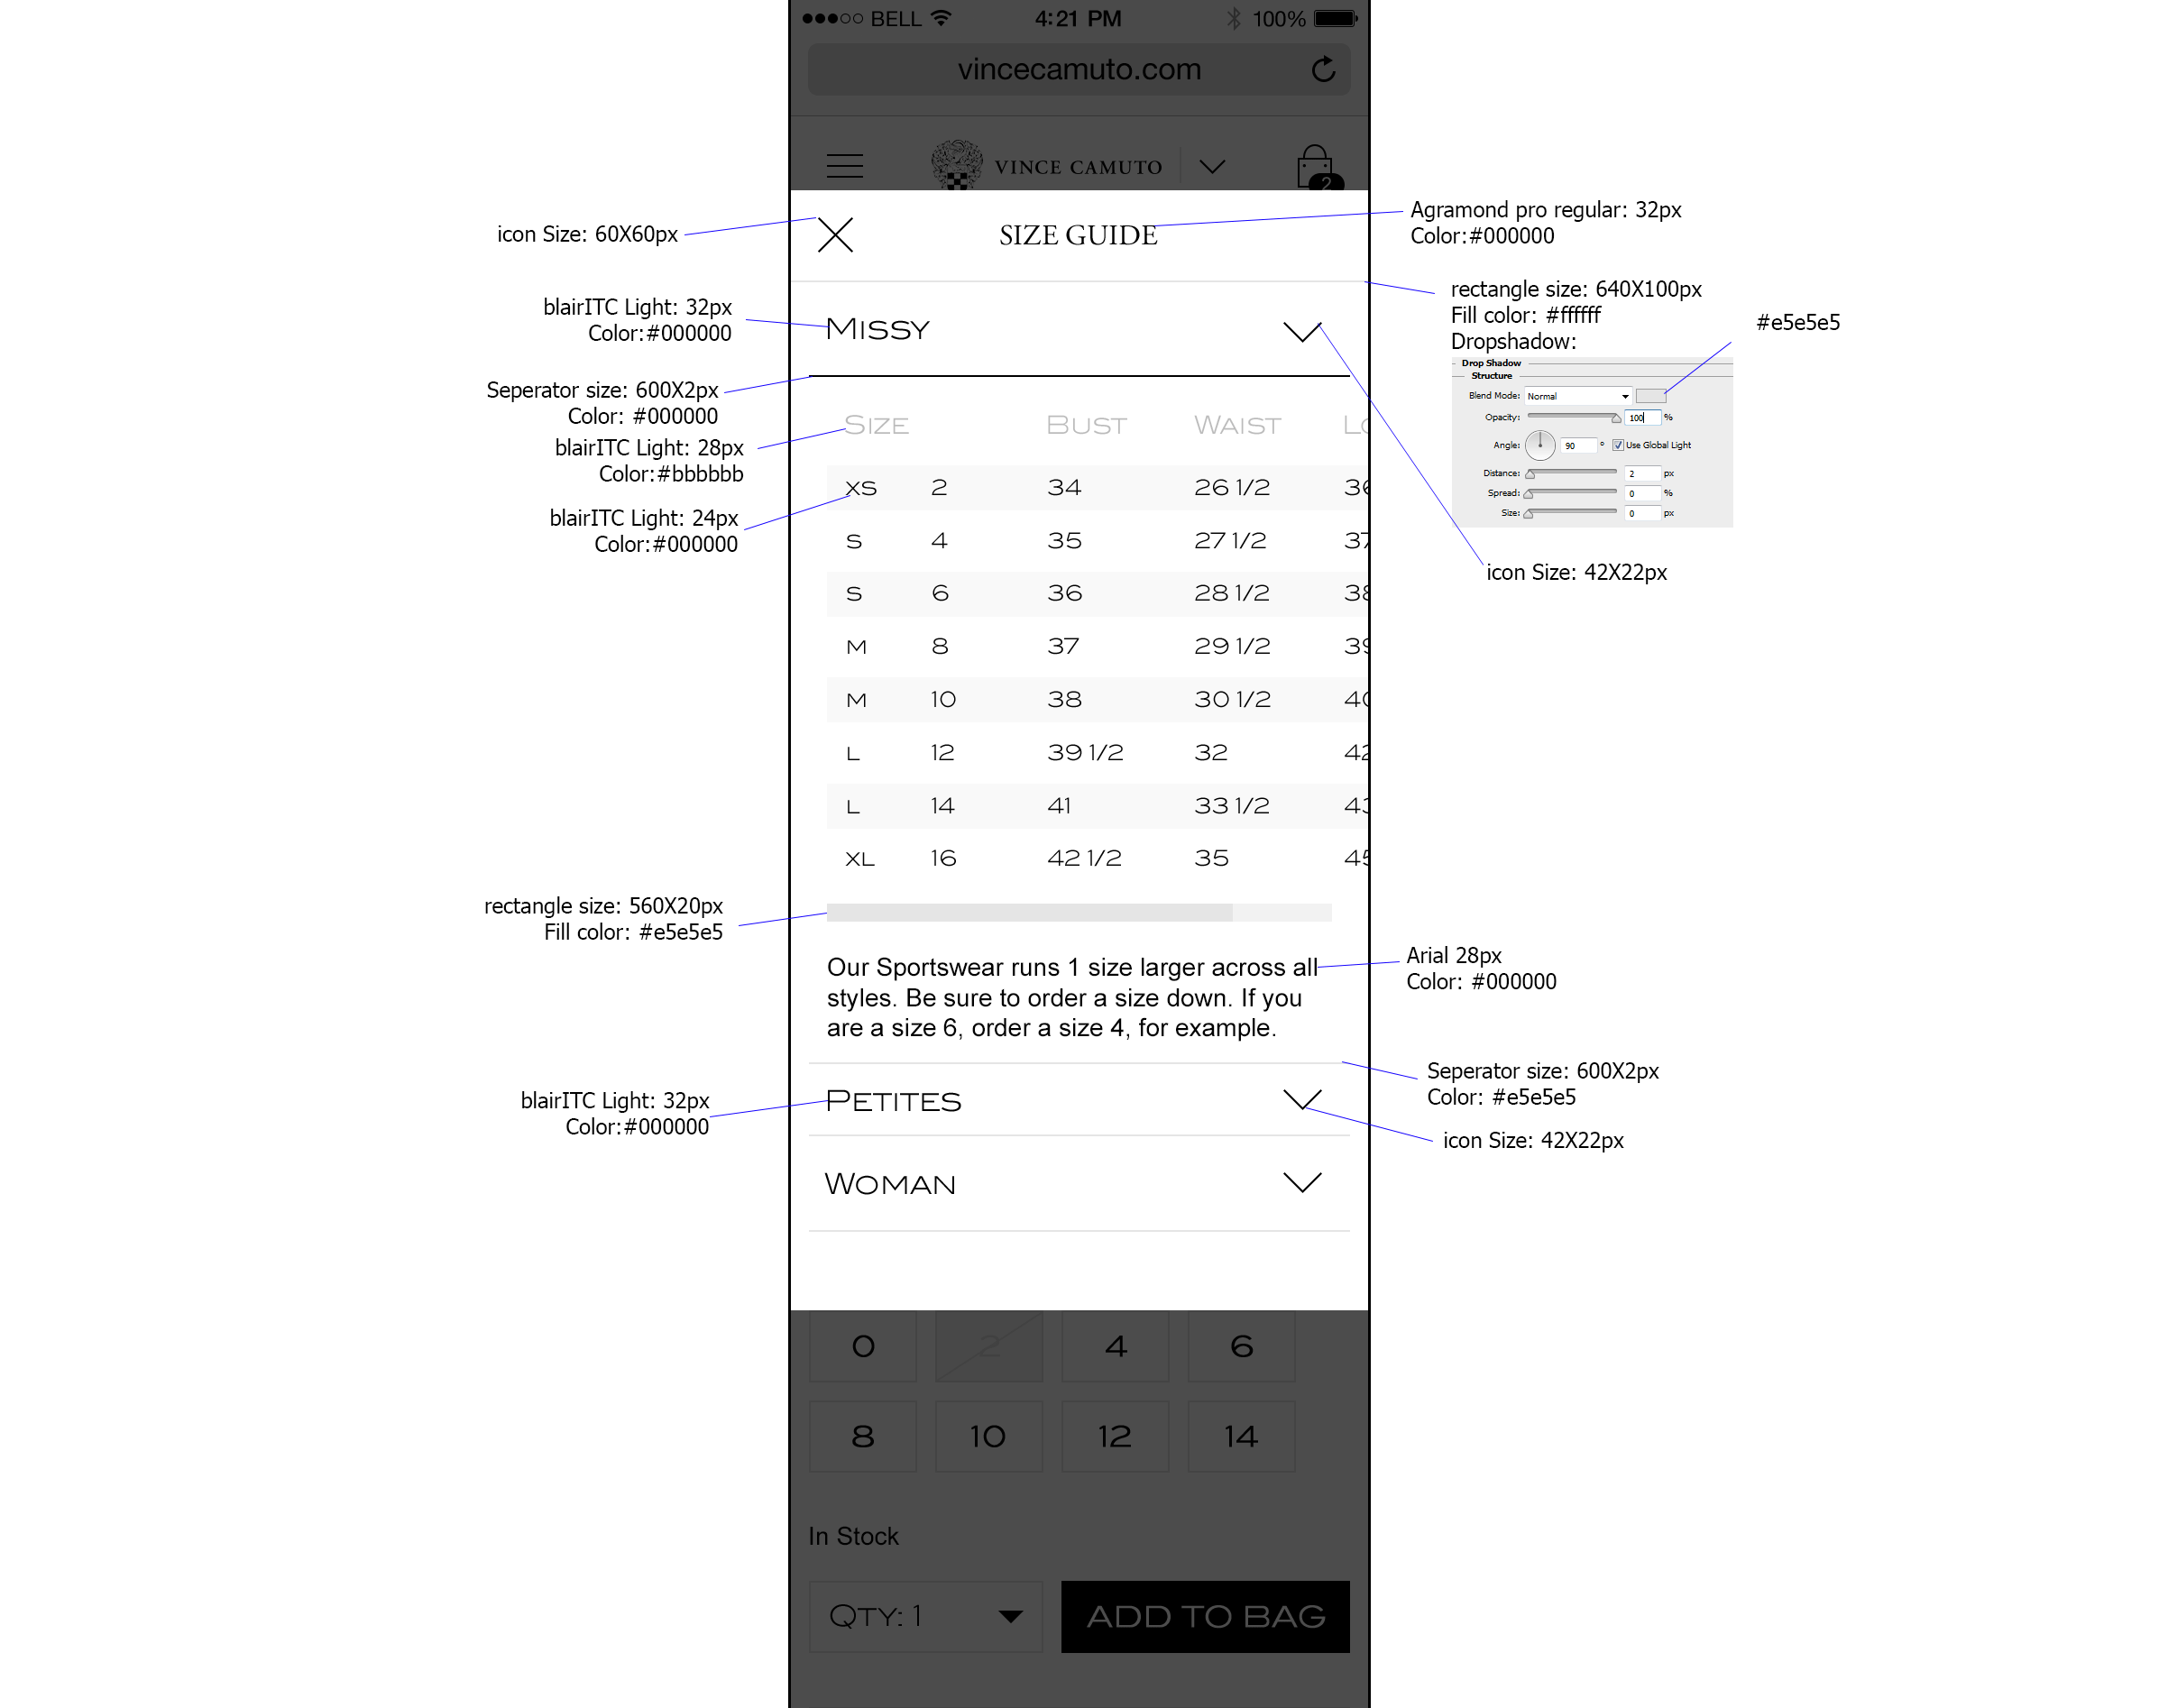 BELL 4:21 PM 100%
vincecamuto.com
VINCE CAMUTO
2
icon Size: 60X60px
SIZE GUIDE
Agramond pro regular: 32px
Color:#000000
rectangle size: 640X100px
Fill color: #ffffff
Dropshadow:
#e5e5e5
Drop Shadow
Structure
Blend Mode: Normal
Opacity: 100 %
Angle: 90 ° Use Global Light
Distance: 2 px
Spread: 0 %
Size: 0 px
icon Size: 42X22px
blairITC Light: 32px
Color:#000000
Missy
Seperator size: 600X2px
Color: #000000
blairITC Light: 28px
Color:#bbbbbb
blairITC Light: 24px
Color:#000000
Size Bust Waist Lo
XS 2 34 26 1/2 36
S 4 35 27 1/2 37
S 6 36 28 1/2 38
M 8 37 29 1/2 39
M 10 38 30 1/2 40
L 12 39 1/2 32 42
L 14 41 33 1/2 43
XL 16 42 1/2 35 45
rectangle size: 560X20px
Fill color: #e5e5e5
Our Sportswear runs 1 size larger across all
styles. Be sure to order a size down. If you
are a size 6, order a size 4, for example.
Arial 28px
Color: #000000
Seperator size: 600X2px
Color: #e5e5e5
blairITC Light: 32px
Color:#000000
Petites
icon Size: 42X22px
Woman
0 2 4 6
8 10 12 14
In Stock
Qty: 1
ADD TO BAG